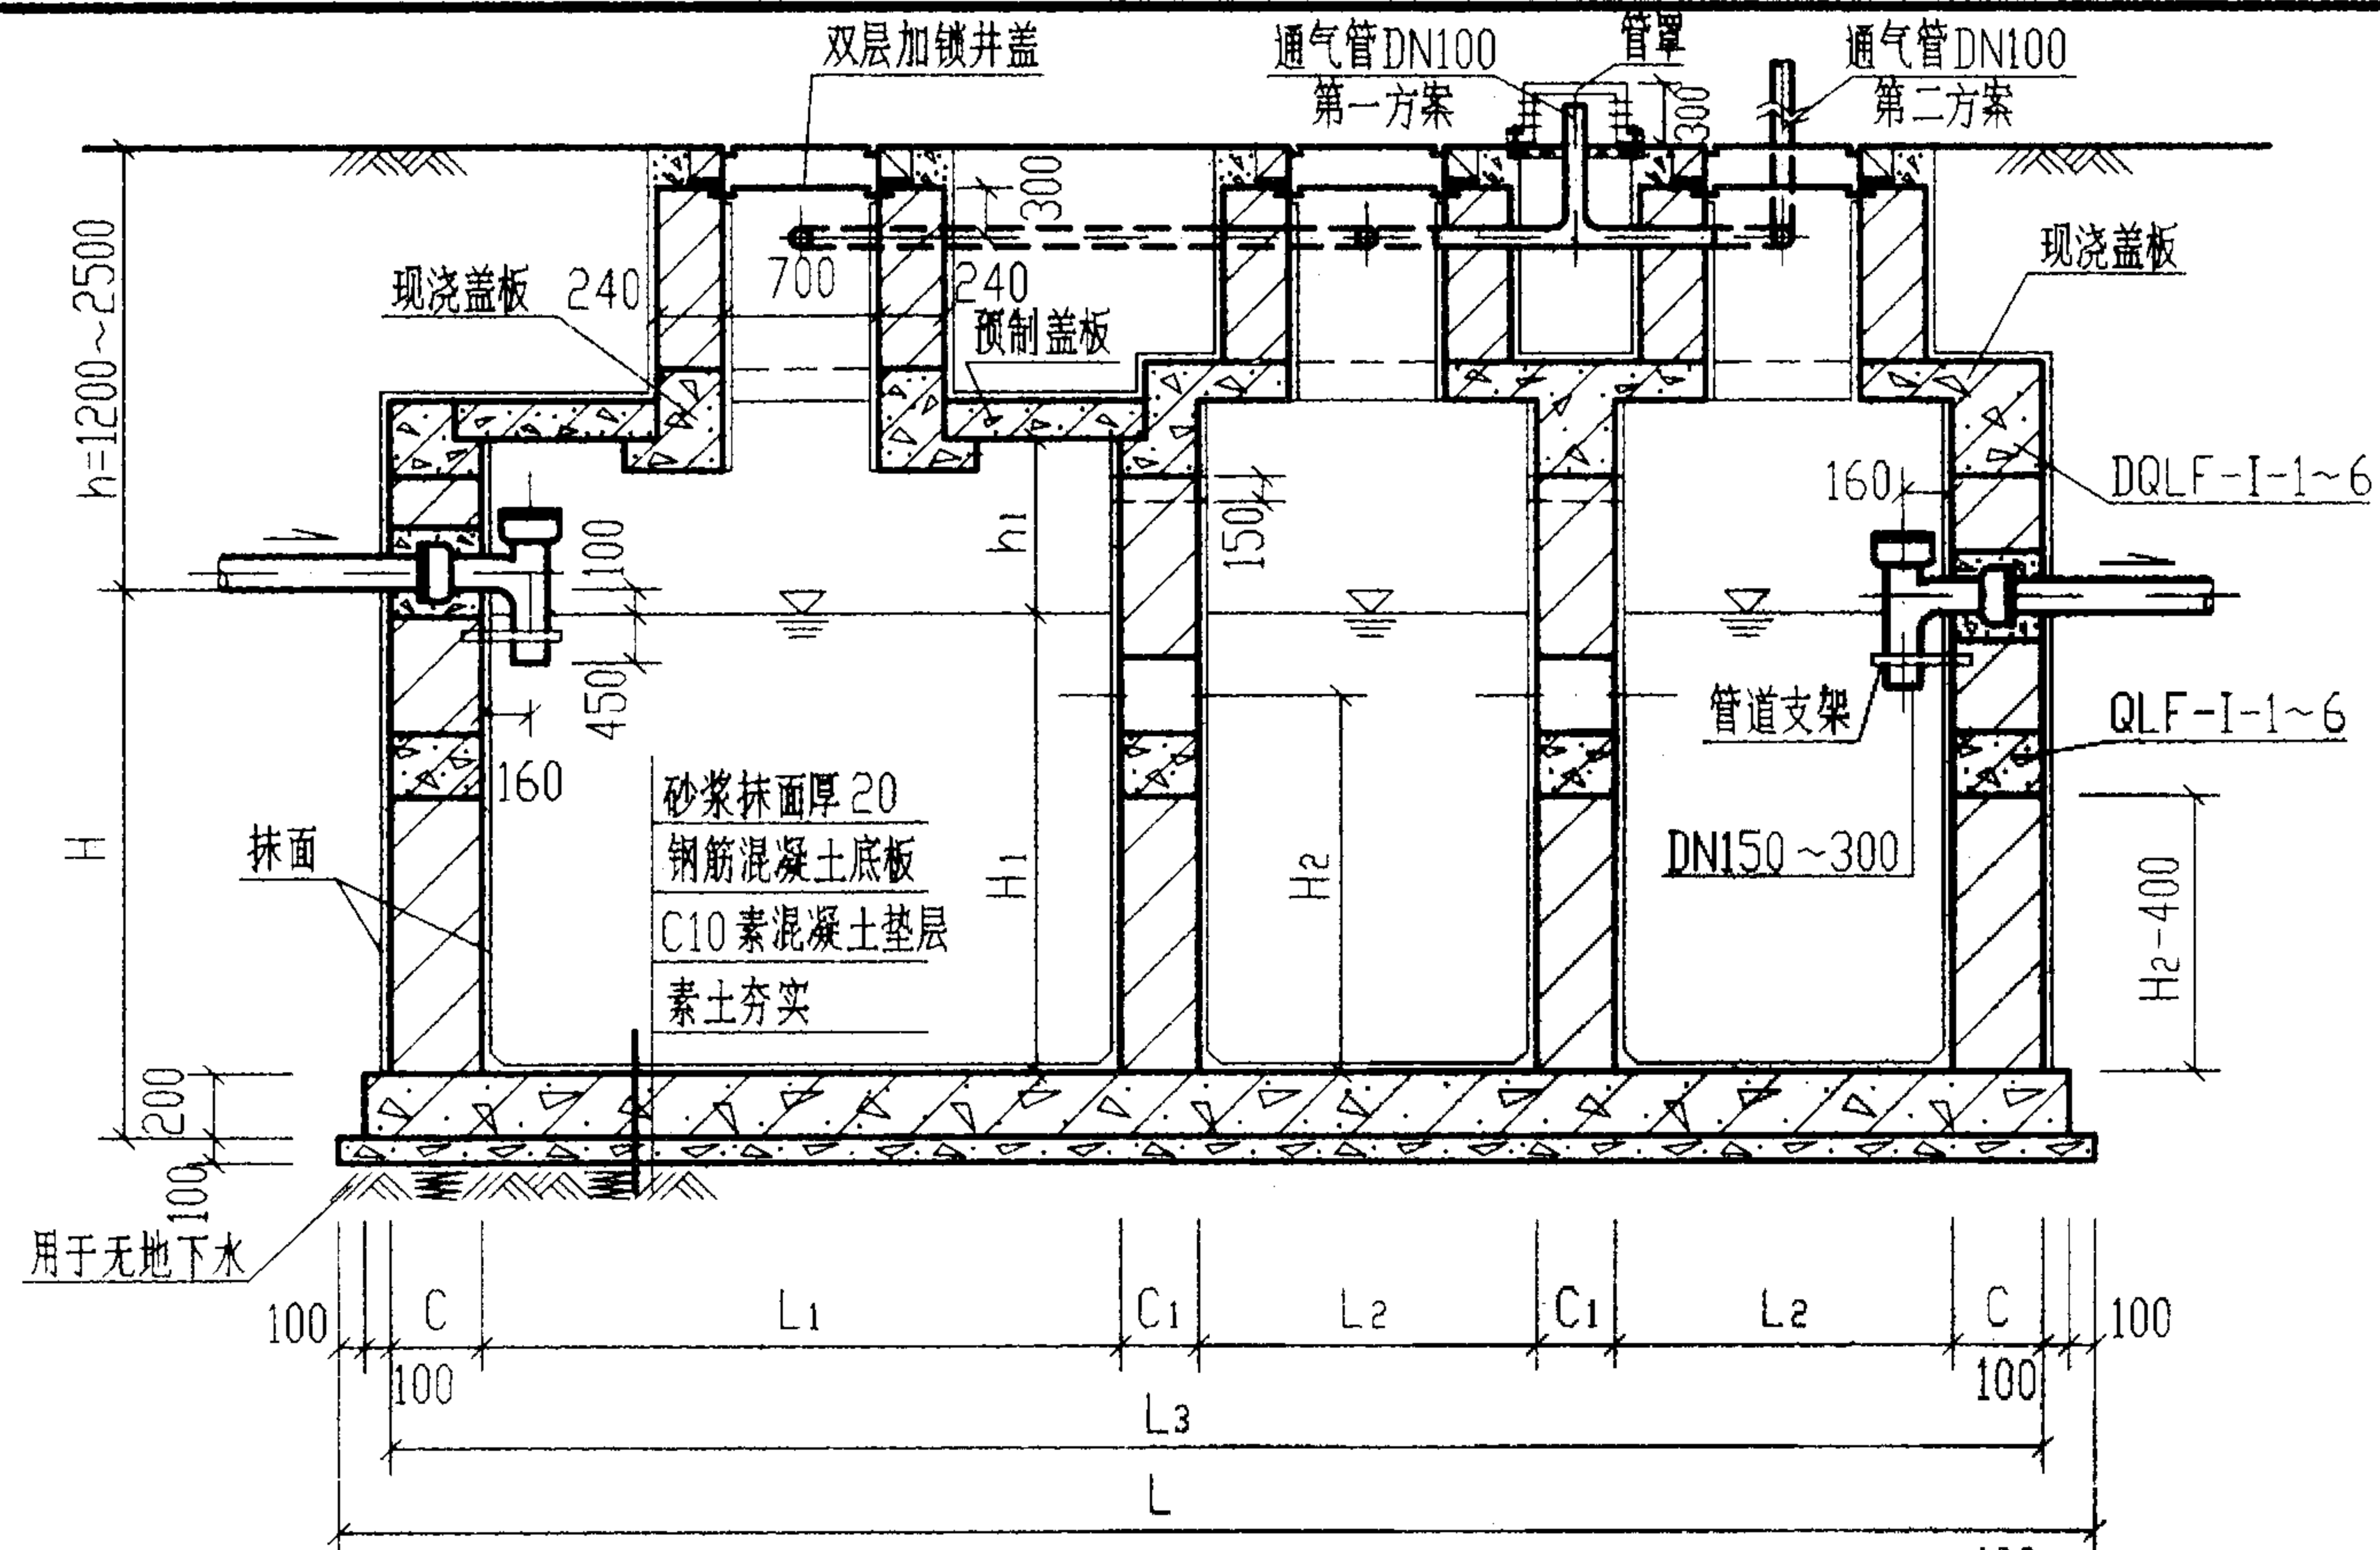 双层加锁井盖
通气管DN100
第一方案
管罩
通气管DN100
第二方案
300
300
h=1200~2500
现浇盖板
240
700
240
预制盖板
现浇盖板
DQLF-I-1~6
160
h1
150
100
450
160
管道支架
QLF-I-1~6
DN150~300
H
抹面
砂浆抹面厚20
钢筋混凝土底板
C10素混凝土垫层
素土夯实
H1
H2
H2-400
200
100
用于无地下水
100
C
L1
C1
L2
C1
L2
C
100
100
100
L3
L